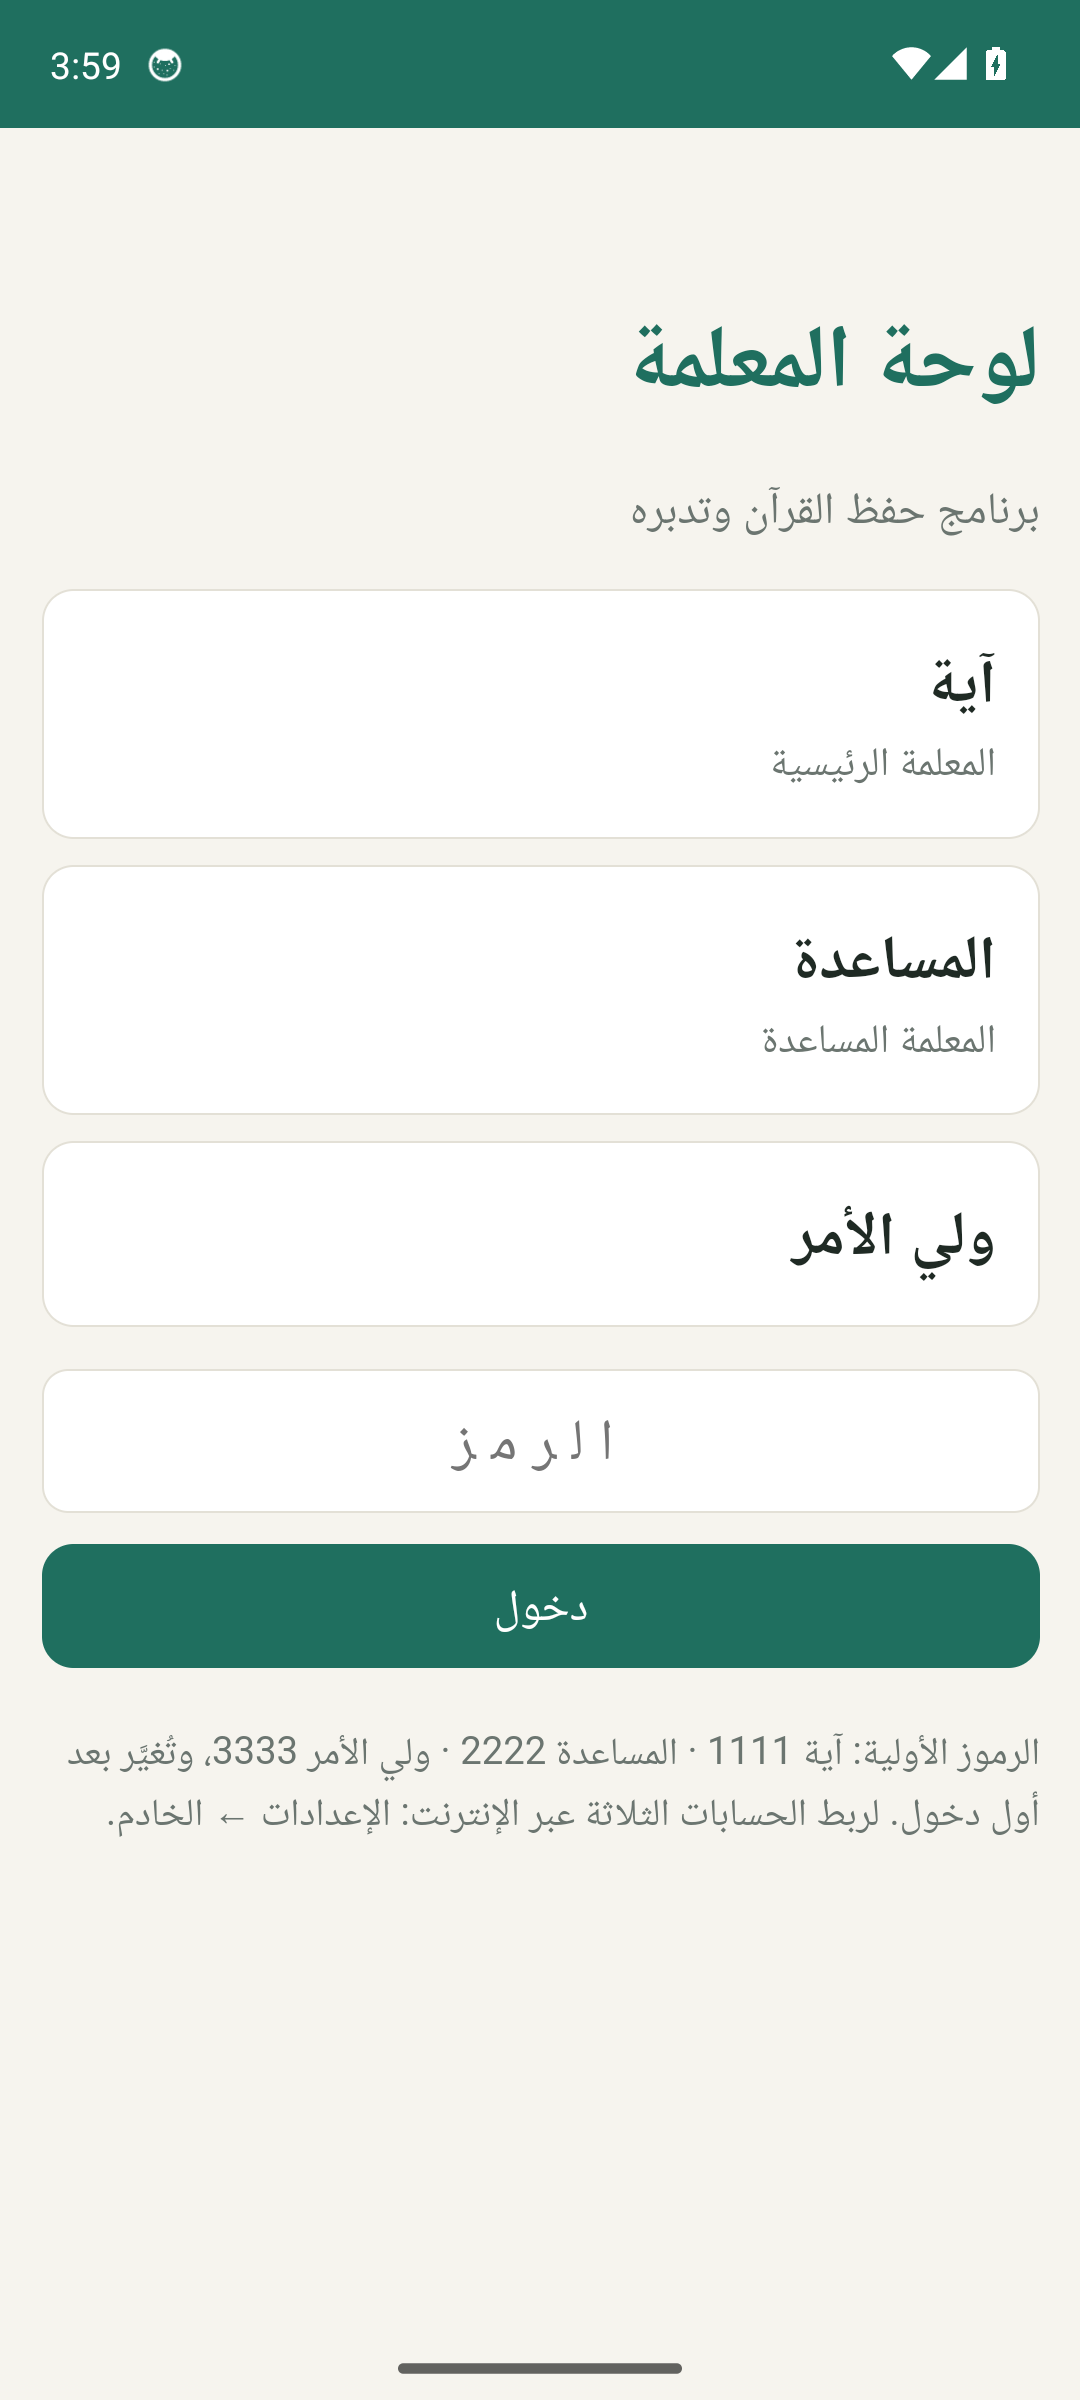 3:59
لوحة المعلمة
برنامج حفظ القرآن وتدبره
آية
المعلمة الرئيسية
المساعدة
المعلمة المساعدة
ولي الأمر
الرمز
دخول
الرموز الأولية: آية 1111 · المساعدة 2222 · ولي الأمر 3333، وتُغيَّر بعد
أول دخول. لربط الحسابات الثلاثة عبر الإنترنت: الإعدادات ← الخادم.